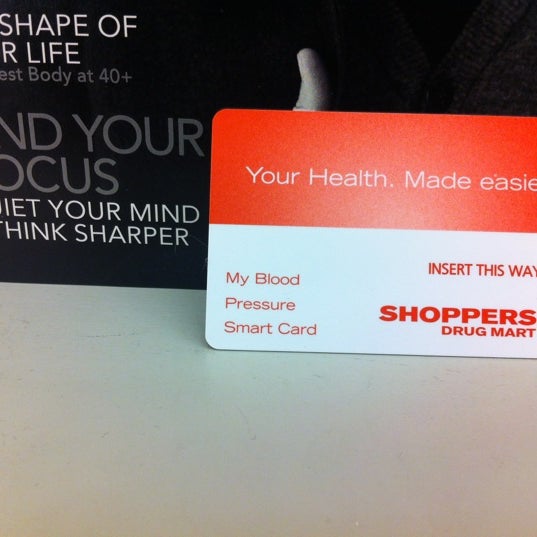 SHAPE OF
R LIFE
est Body at 40+
ND YOUR
OCUS
IET YOUR MIND
THINK SHARPER
Your Health. Made easie
INSERT THIS WAY
My Blood
Pressure
Smart Card
SHOPPERS
DRUG MART